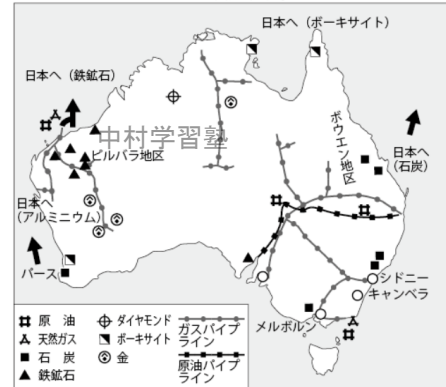 日本へ（ボーキサイト）
日本へ（鉄鉱石）
中村学習塾
ピルバラ地区
ボウエン地区
日本へ
（石炭）
日本へ
（アルミニウム）
パース
シドニー
キャンベラ
メルボルン
原油
天然ガス
石炭
鉄鉱石
ダイヤモンド
ボーキサイト
金
ガスパイプ
ライン
原油パイプ
ライン